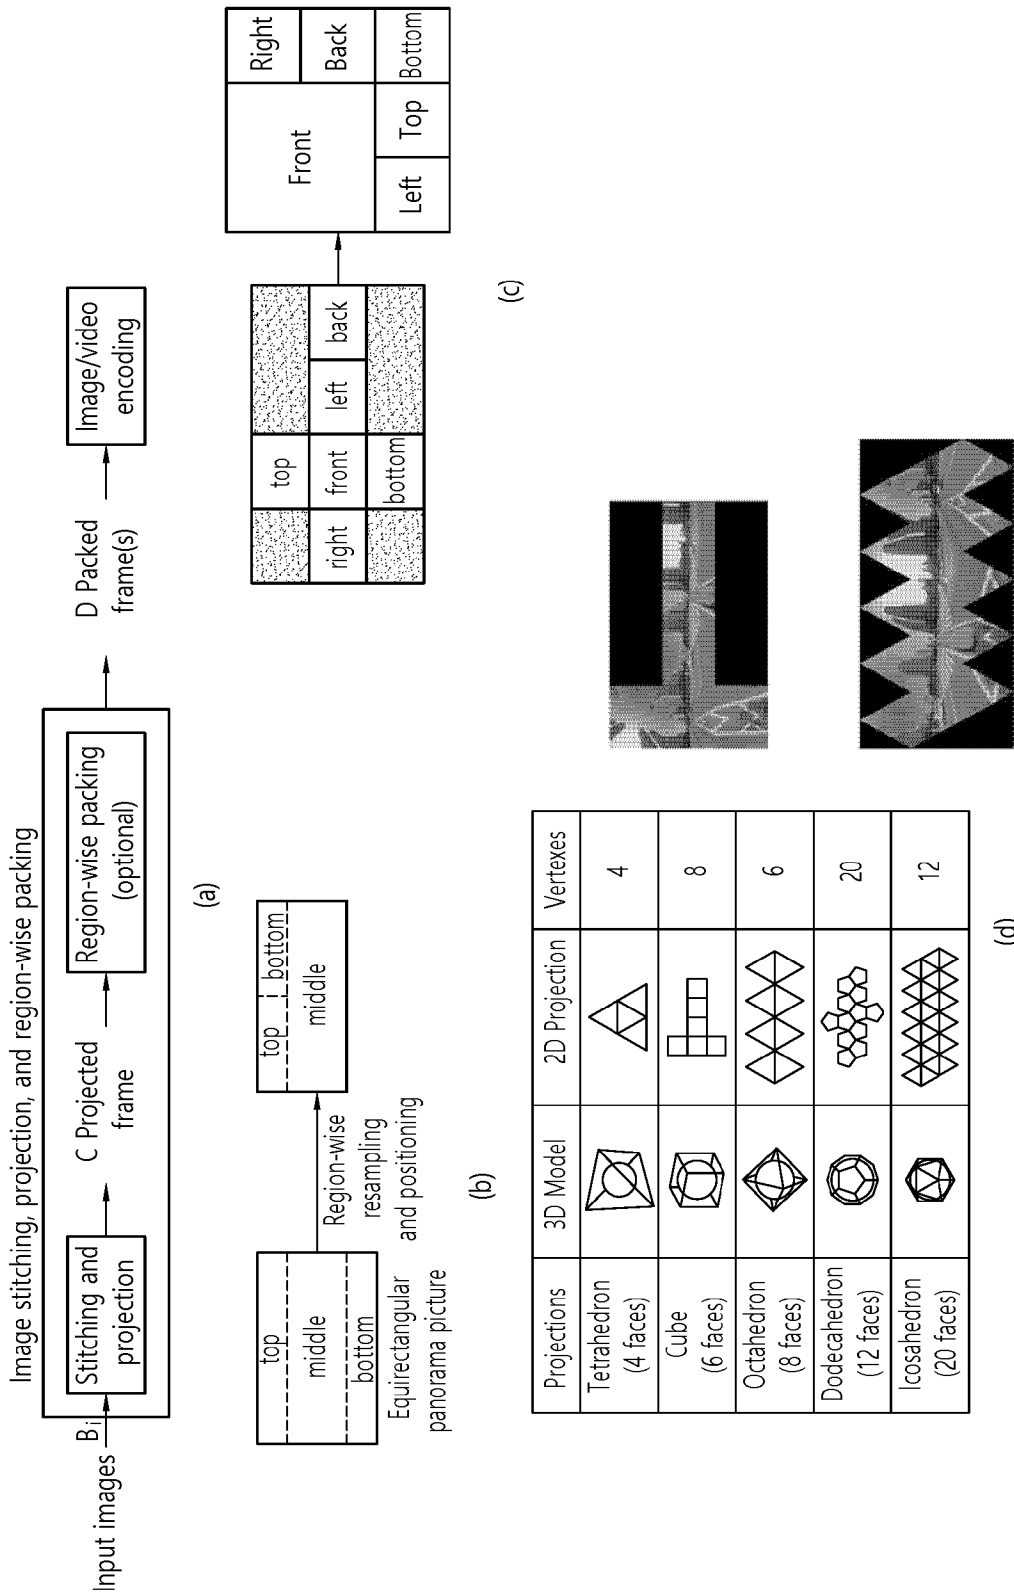 Image stitching, projection, and region-wise packing
Input images
Bi
Stitching and
projection
C Projected
frame
Region-wise packing
(optional)
D Packed
frame(s)
Image/video
encoding
(a)
top
middle
bottom
Equirectangular
panorama picture
Region-wise
resampling
and positioning
top
bottom
middle
(b)
top
right
front
left
back
bottom
Front
Right
Back
Left
Top
Bottom
(c)
Projections
3D Model
2D Projection
Vertexes
Tetrahedron
(4 faces)
4
Cube
(6 faces)
8
Octahedron
(8 faces)
6
Dodecahedron
(12 faces)
20
Icosahedron
(20 faces)
12
(d)